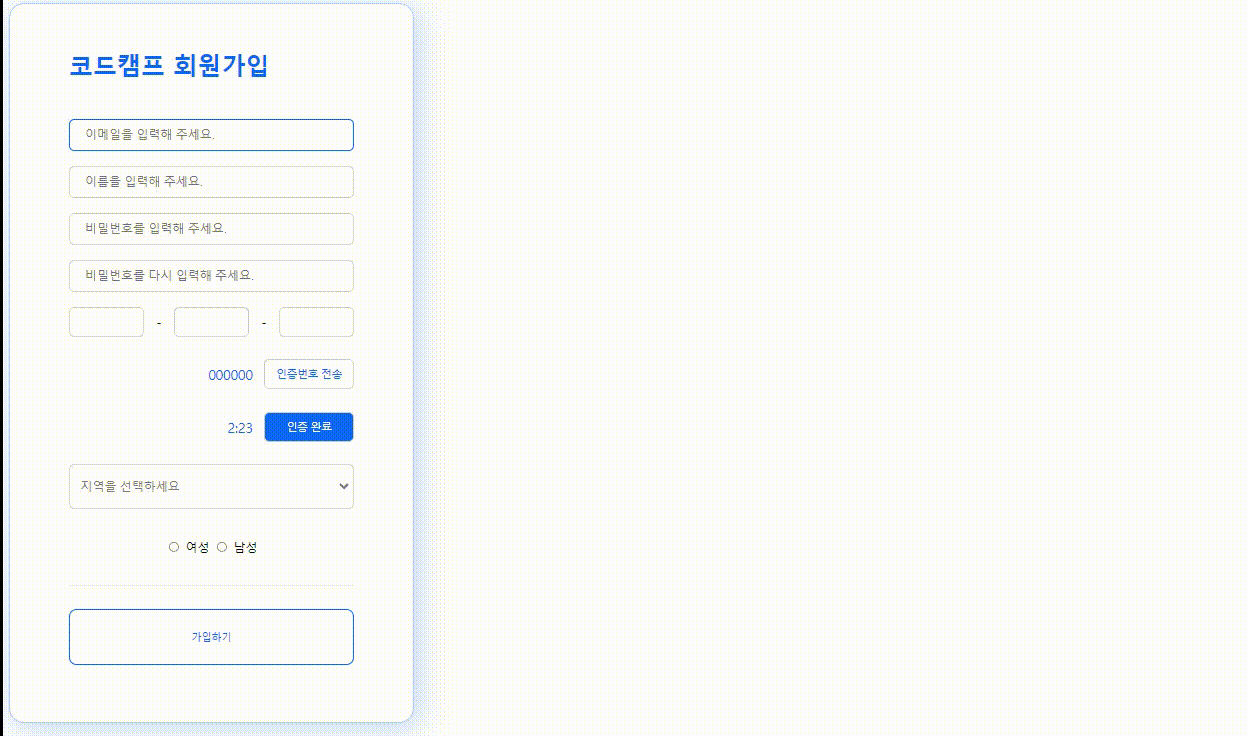 코드캠프 회원가입
이메일을 입력해 주세요.
이름을 입력해 주세요.
비밀번호를 입력해 주세요.
비밀번호를 다시 입력해 주세요.
- -
000000 인증번호 전송
2:23 인증 완료
지역을 선택하세요
여성 남성
가입하기